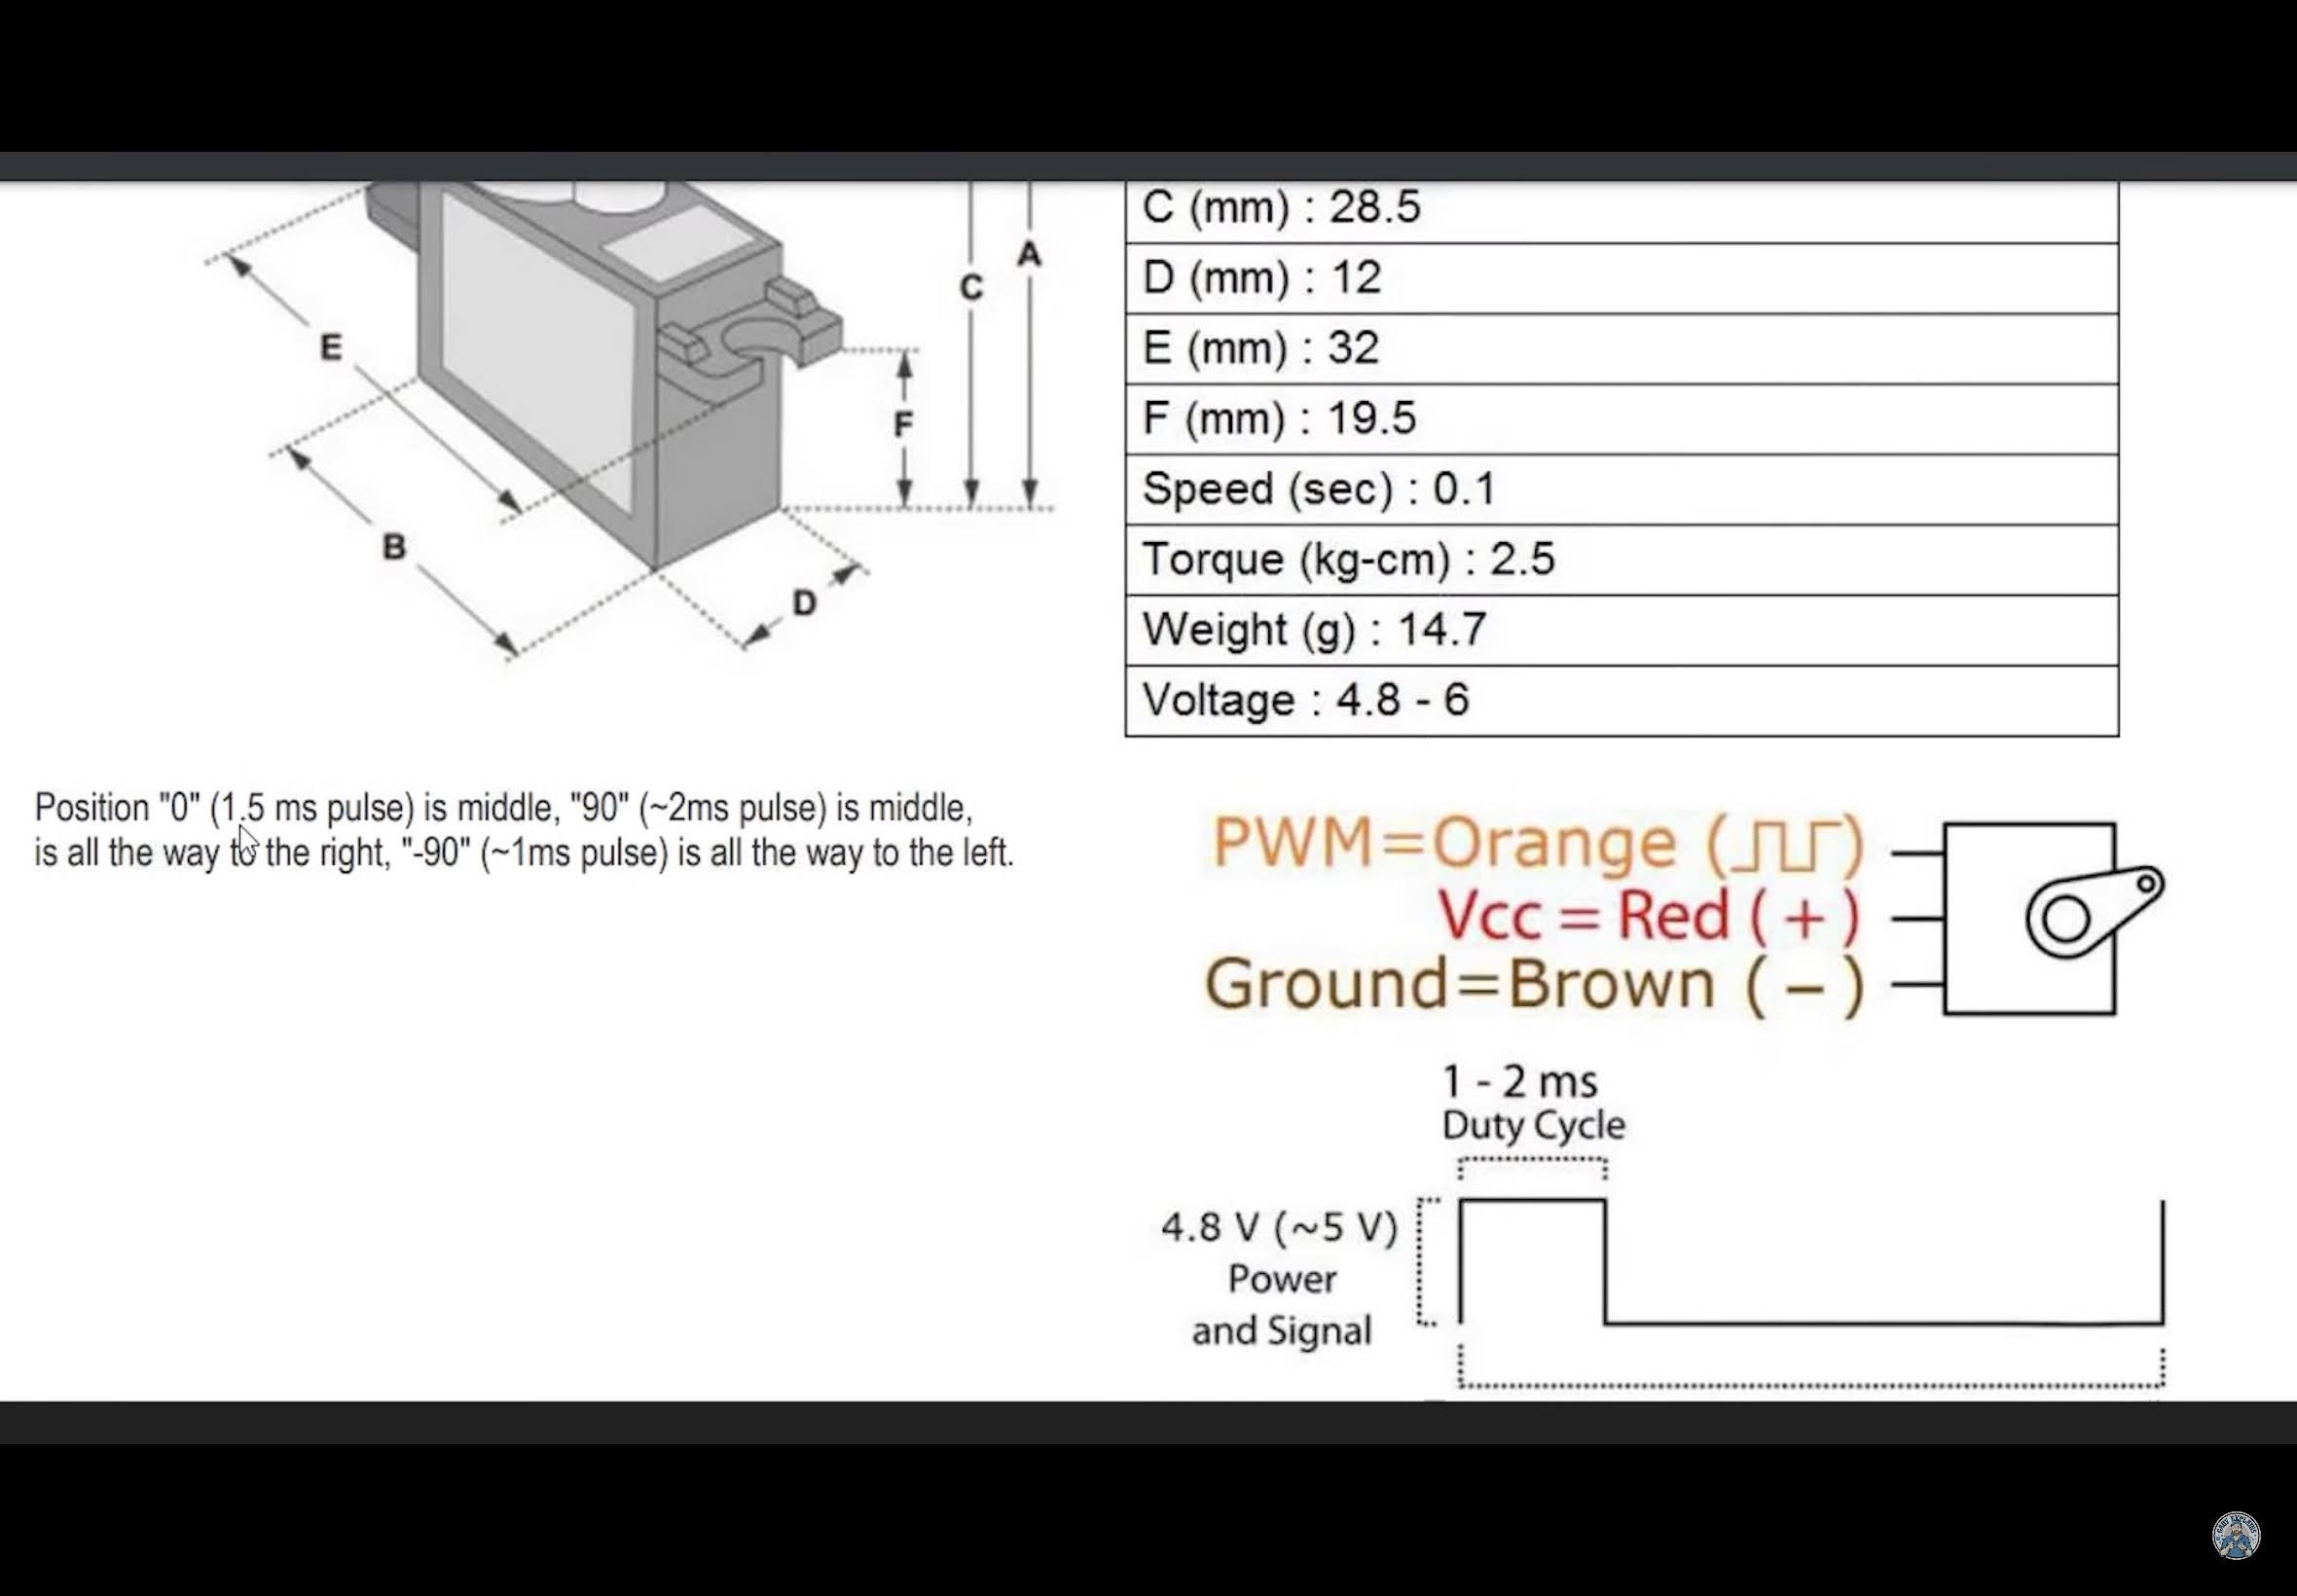 C (mm) : 28.5
D (mm) : 12
E (mm) : 32
F (mm) : 19.5
Speed (sec) : 0.1
Torque (kg-cm) : 2.5
Weight (g) : 14.7
Voltage : 4.8 - 6
A
C
E
F
B
D
Position "0" (1.5 ms pulse) is middle, "90" (~2ms pulse) is middle,
is all the way to the right, "-90" (~1ms pulse) is all the way to the left.
PWM=Orange (⎍⎍)
Vcc = Red ( + )
Ground=Brown ( − )
1 - 2 ms
Duty Cycle
4.8 V (~5 V)
Power
and Signal